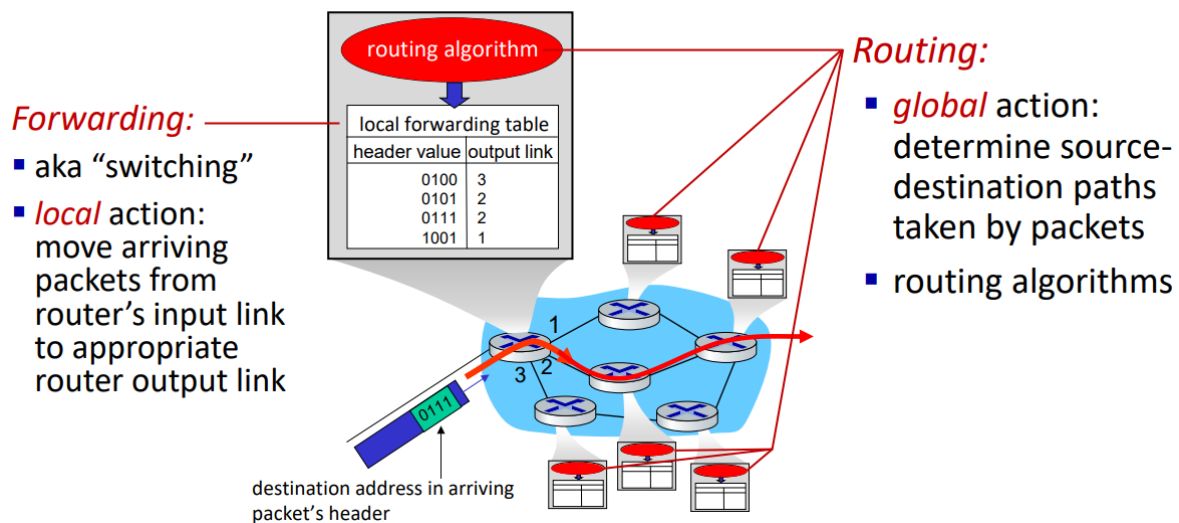 Forwarding:
▪ aka “switching”
▪ local action:
move arriving
packets from
router’s input link
to appropriate
router output link
routing algorithm
local forwarding table
header value output link
0100 3
0101 2
0111 2
1001 1
1
2
3
0111
destination address in arriving
packet’s header
Routing:
▪ global action:
determine source-
destination paths
taken by packets
▪ routing algorithms